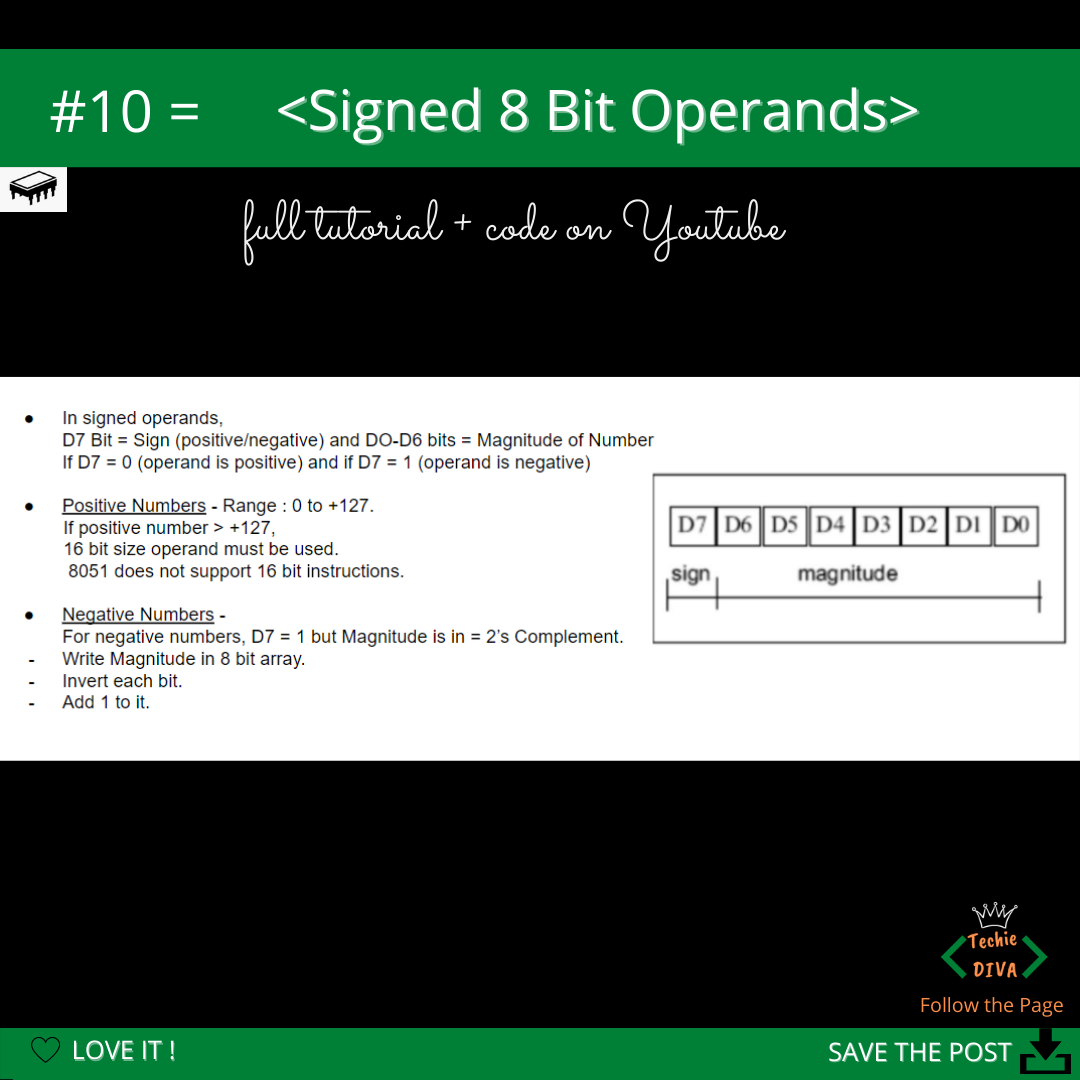 #10 = <Signed 8 Bit Operands>
full tutorial + code on Youtube
● In signed operands,
D7 Bit = Sign (positive/negative) and DO-D6 bits = Magnitude of Number
If D7 = 0 (operand is positive) and if D7 = 1 (operand is negative)
● Positive Numbers - Range : 0 to +127.
If positive number > +127,
16 bit size operand must be used.
8051 does not support 16 bit instructions.
● Negative Numbers -
For negative numbers, D7 = 1 but Magnitude is in = 2's Complement.
- Write Magnitude in 8 bit array.
- Invert each bit.
- Add 1 to it.
D7 D6 D5 D4 D3 D2 D1 D0
sign magnitude
Techie
DIVA
Follow the Page
LOVE IT !
SAVE THE POST